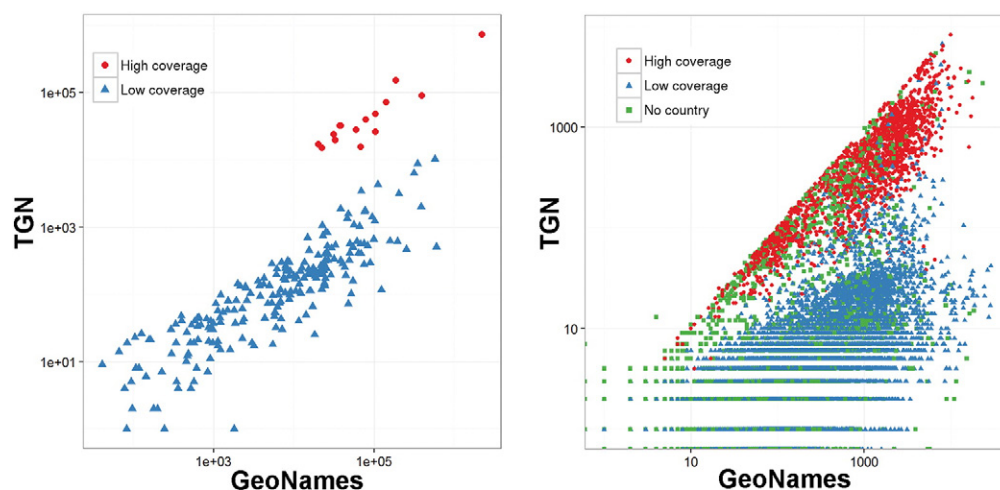 High coverage
Low coverage
1e+05
1e+03
1e+01
TGN
1e+03
1e+05
GeoNames
High coverage
Low coverage
No country
1000
10
TGN
10
1000
GeoNames